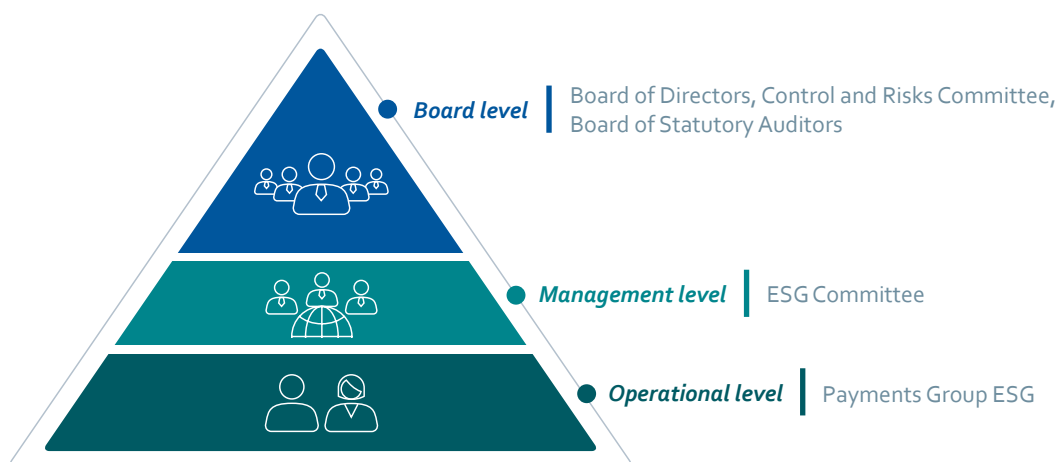 Board level
Board of Directors, Control and Risks Committee,
Board of Statutory Auditors
Management level
ESG Committee
Operational level
Payments Group ESG